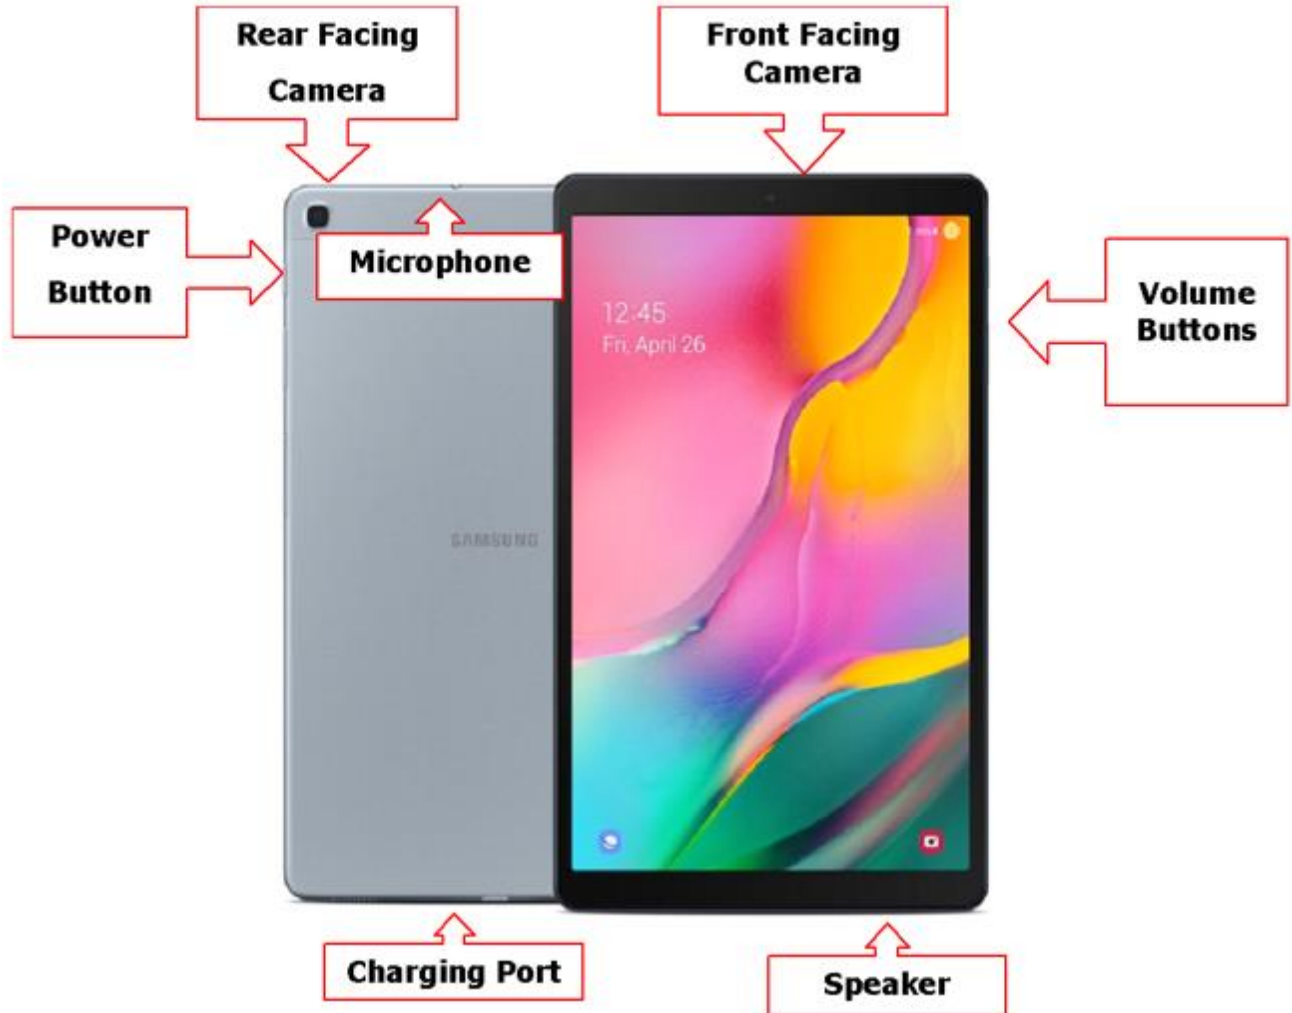 Rear Facing
Camera
Front Facing
Camera
Power
Button
Microphone
Volume
Buttons
12:45
Fri, April 26
SAMSUNG
Charging Port
Speaker